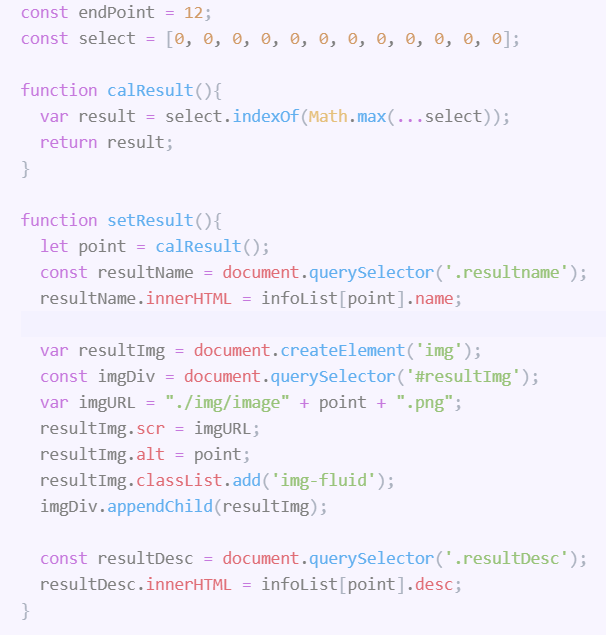 const endPoint = 12;
const select = [0, 0, 0, 0, 0, 0, 0, 0, 0, 0, 0, 0];
function calResult(){
var result = select.indexOf(Math.max(...select));
return result;
}
function setResult(){
let point = calResult();
const resultName = document.querySelector('.resultname');
resultName.innerHTML = infoList[point].name;
var resultImg = document.createElement('img');
const imgDiv = document.querySelector('#resultImg');
var imgURL = "./img/image" + point + ".png";
resultImg.scr = imgURL;
resultImg.alt = point;
resultImg.classList.add('img-fluid');
imgDiv.appendChild(resultImg);
const resultDesc = document.querySelector('.resultDesc');
resultDesc.innerHTML = infoList[point].desc;
}